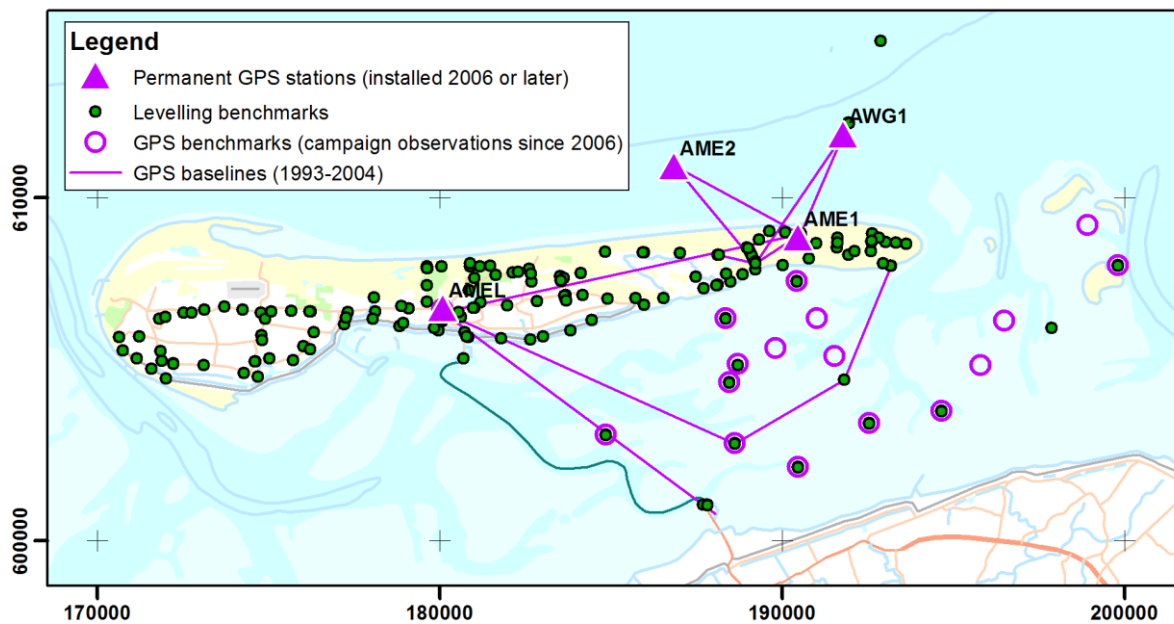 Legend
Permanent GPS stations (installed 2006 or later)
Levelling benchmarks
GPS benchmarks (campaign observations since 2006)
GPS baselines (1993-2004)
AWG1
AME2
AME1
AMEL
610000
600000
170000
180000
190000
200000